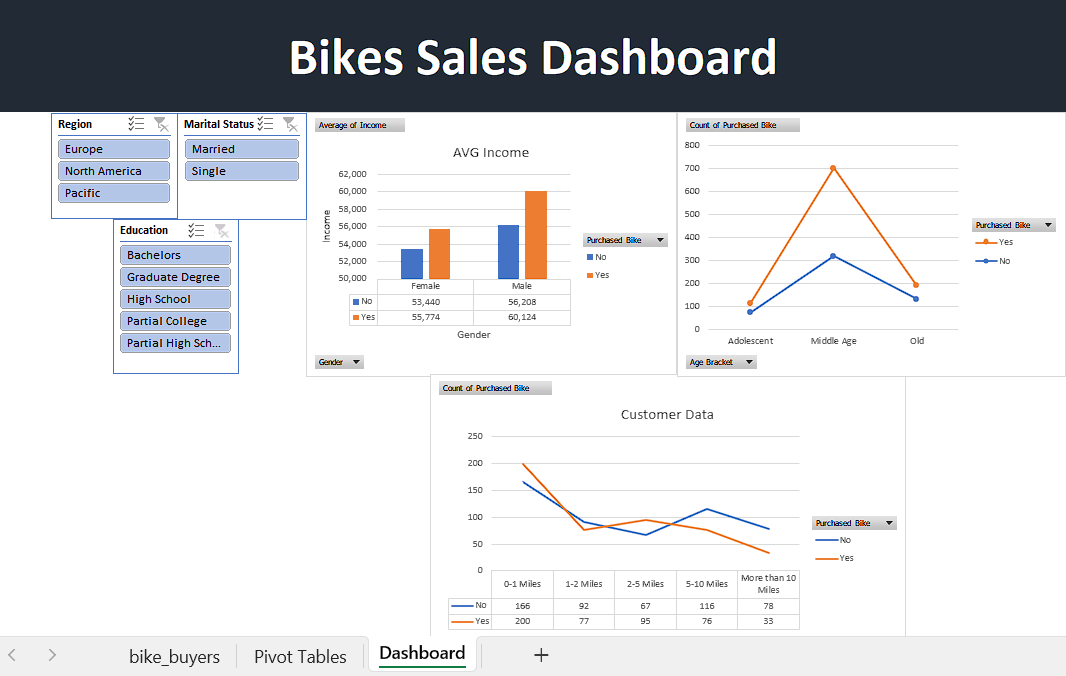 Bikes Sales Dashboard
Region
Europe
North America
Pacific
Marital Status
Married
Single
Education
Bachelors
Graduate Degree
High School
Partial College
Partial High Sch...
Average of Income
AVG Income
Income
62,000
60,000
58,000
56,000
54,000
52,000
50,000
Female Male
No 53,440 56,208
Yes 55,774 60,124
Gender
Purchased Bike
No
Yes
Gender
Count of Purchased Bike
800
700
600
500
400
300
200
100
0
Adolescent Middle Age Old
Purchased Bike
Yes
No
Age Bracket
Count of Purchased Bike
Customer Data
250
200
150
100
50
0
0-1 Miles 1-2 Miles 2-5 Miles 5-10 Miles More than 10
Miles
No 166 92 67 116 78
Yes 200 77 95 76 33
Purchased Bike
No
Yes
bike_buyers Pivot Tables Dashboard +